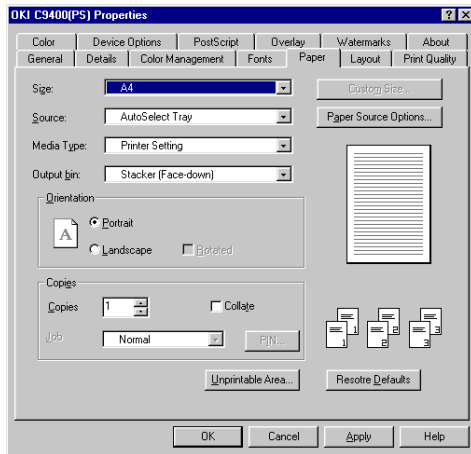 OKI C9400(PS) Properties
Color Device Options PostScript Overlay Watermarks About
General Details Color Management Fonts Paper Layout Print Quality
Size: A4 Custom Size...
Source: AutoSelect Tray Paper Source Options...
Media Type: Printer Setting
Output bin: Stacker (Face-down)
Orientation
A Portrait
Landscape Rotated
Copies
Copies 1 Collate
Job Normal PIN...
1 2 3
1 2 3
Unprintable Area... Resotre Defaults
OK Cancel Apply Help